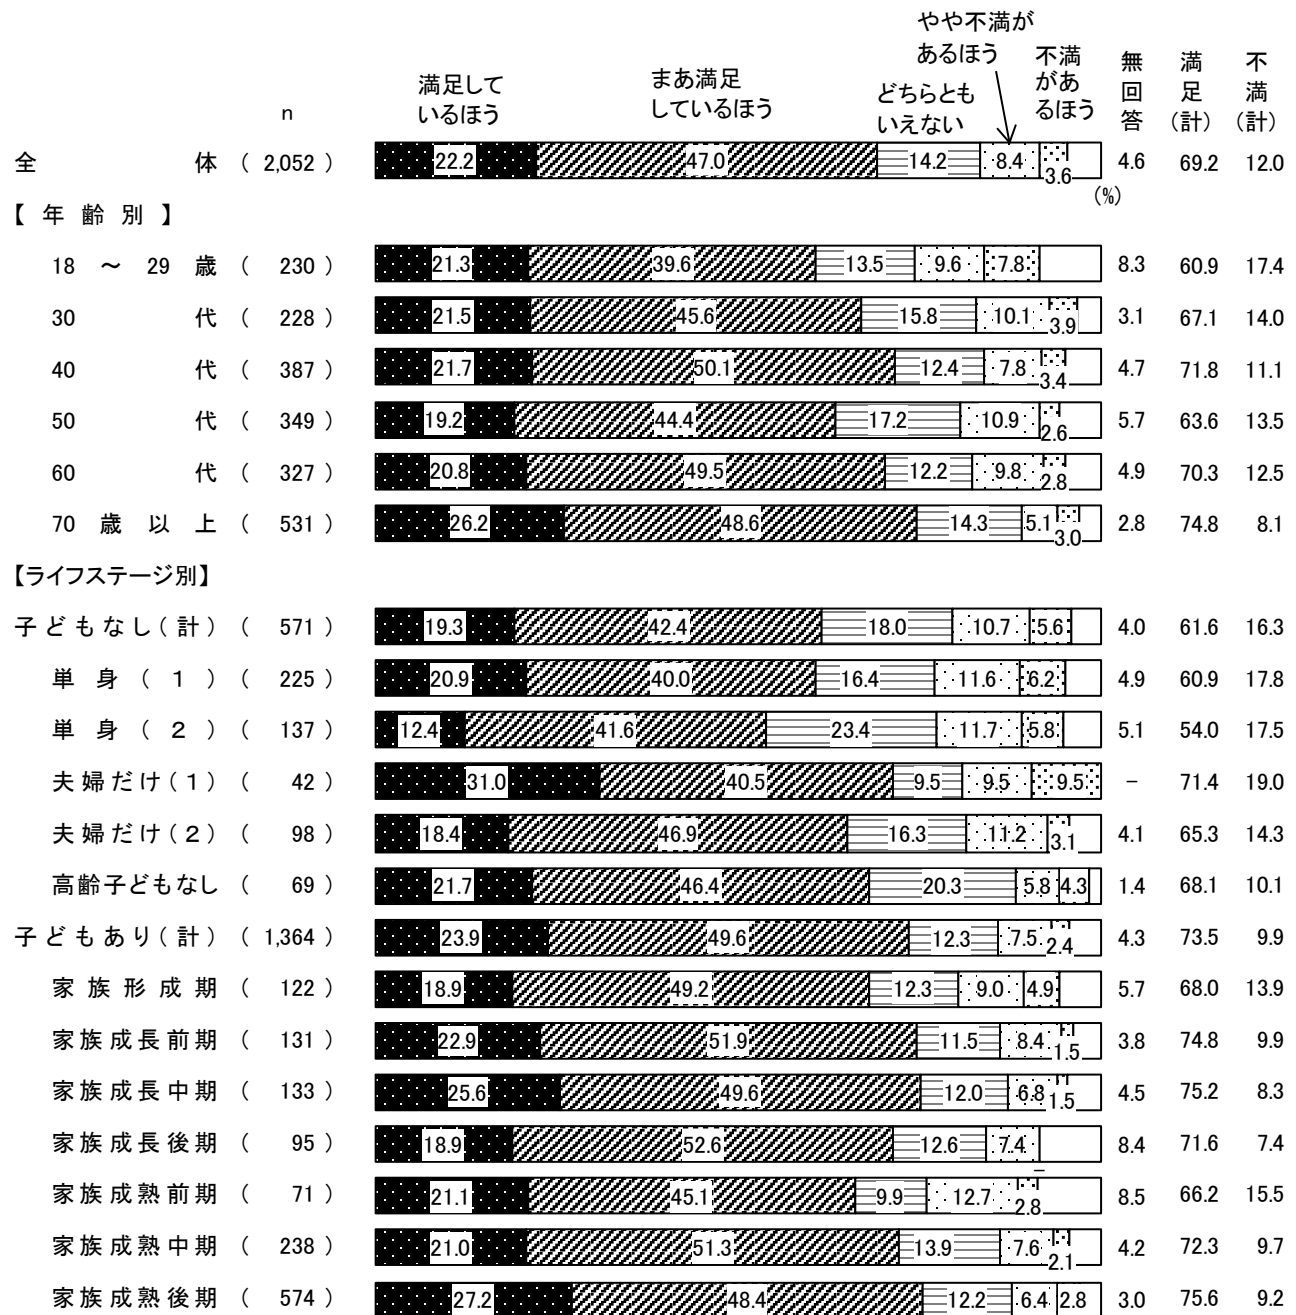 やや不満が
あるほう
満足して
いるほう
まあ満足
しているほう
どちらとも
いえない
不満
があ
るほう
無回答
満足(計)
不満(計)
n
全体 ( 2,052 ) 22.2 47.0 14.2 8.4 3.6 4.6 69.2 12.0
(%)
【年齢別】
18 ～ 29 歳 ( 230 ) 21.3 39.6 13.5 9.6 7.8 8.3 60.9 17.4
30 代 ( 228 ) 21.5 45.6 15.8 10.1 3.9 3.1 67.1 14.0
40 代 ( 387 ) 21.7 50.1 12.4 7.8 3.4 4.7 71.8 11.1
50 代 ( 349 ) 19.2 44.4 17.2 10.9 2.6 5.7 63.6 13.5
60 代 ( 327 ) 20.8 49.5 12.2 9.8 2.8 4.9 70.3 12.5
70 歳以上 ( 531 ) 26.2 48.6 14.3 5.1 3.0 2.8 74.8 8.1
【ライフステージ別】
子どもなし(計) ( 571 ) 19.3 42.4 18.0 10.7 5.6 4.0 61.6 16.3
単身(1) ( 225 ) 20.9 40.0 16.4 11.6 6.2 4.9 60.9 17.8
単身(2) ( 137 ) 12.4 41.6 23.4 11.7 5.8 5.1 54.0 17.5
夫婦だけ(1) ( 42 ) 31.0 40.5 9.5 9.5 9.5 － 71.4 19.0
夫婦だけ(2) ( 98 ) 18.4 46.9 16.3 11.2 3.1 4.1 65.3 14.3
高齢子どもなし ( 69 ) 21.7 46.4 20.3 5.8 4.3 1.4 68.1 10.1
子どもあり(計) ( 1,364 ) 23.9 49.6 12.3 7.5 2.4 4.3 73.5 9.9
家族形成期 ( 122 ) 18.9 49.2 12.3 9.0 4.9 5.7 68.0 13.9
家族成長前期 ( 131 ) 22.9 51.9 11.5 8.4 1.5 3.8 74.8 9.9
家族成長中期 ( 133 ) 25.6 49.6 12.0 6.8 1.5 4.5 75.2 8.3
家族成長後期 ( 95 ) 18.9 52.6 12.6 7.4 － 8.4 71.6 7.4
家族成熟前期 ( 71 ) 21.1 45.1 9.9 12.7 2.8 8.5 66.2 15.5
家族成熟中期 ( 238 ) 21.0 51.3 13.9 7.6 2.1 4.2 72.3 9.7
家族成熟後期 ( 574 ) 27.2 48.4 12.2 6.4 2.8 3.0 75.6 9.2